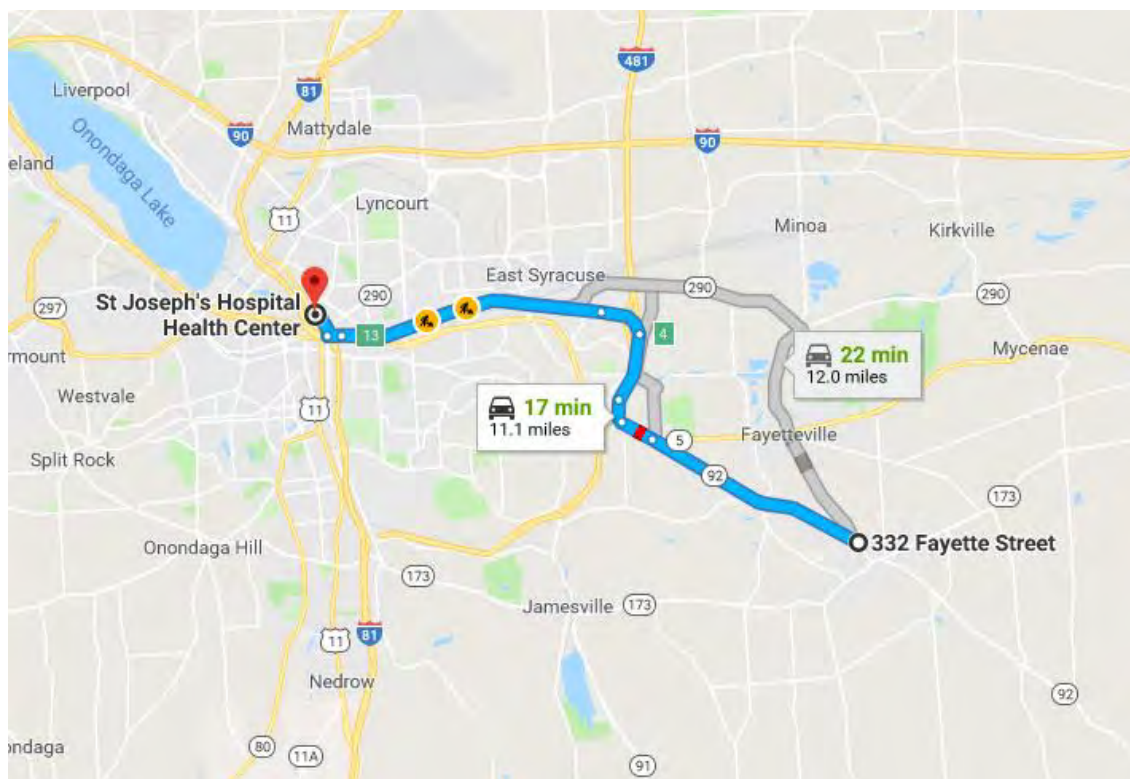 Liverpool
81
481
Mattydale
90
90
Onondaga Lake
eland
Lyncourt
11
Minoa
Kirkville
East Syracuse
290
290
290
St Joseph's Hospital
Health Center
297
13
4
Mycenae
rmount
22 min
12.0 miles
Westvale
11
17 min
11.1 miles
5
Fayetteville
Split Rock
92
173
Onondaga Hill
332 Fayette Street
173
Jamesville
173
11
81
Nedrow
92
ondaga
80
11A
91